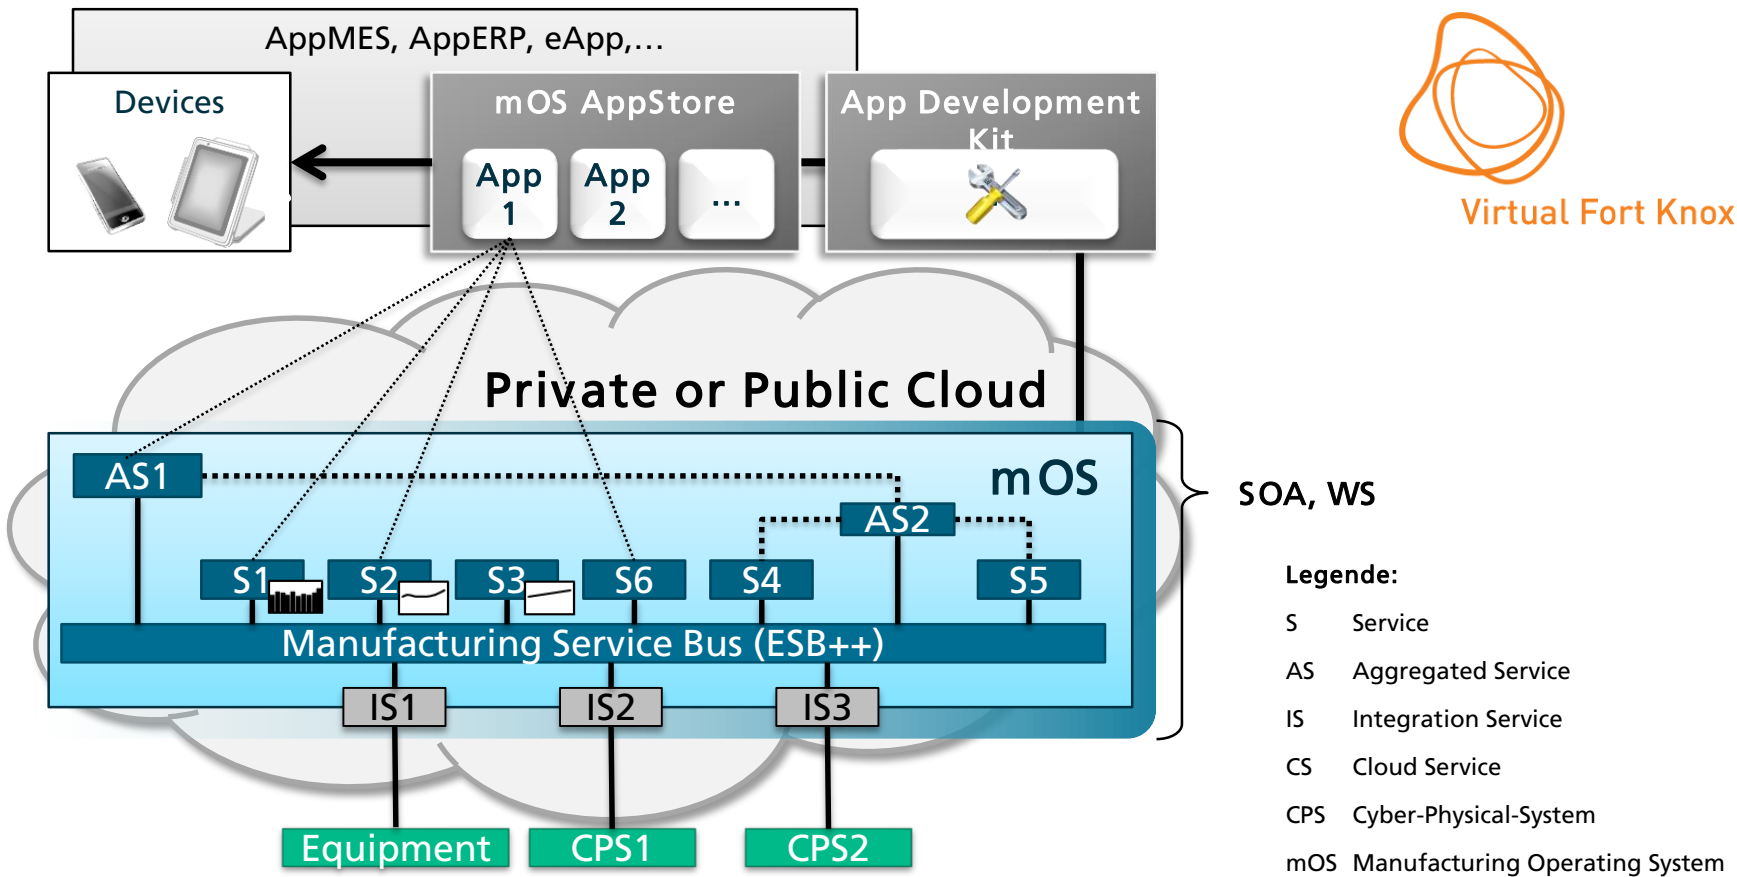 AppMES, AppERP, eApp,...
Devices
mOS AppStore
App Development
Kit
App
1
App
2
...
Virtual Fort Knox
Private or Public Cloud
mOS
AS1
AS2
SOA, WS
S1
S2
S3
S6
S4
S5
Manufacturing Service Bus (ESB++)
IS1
IS2
IS3
Equipment
CPS1
CPS2
Legende:
S Service
AS Aggregated Service
IS Integration Service
CS Cloud Service
CPS Cyber-Physical-System
mOS Manufacturing Operating System